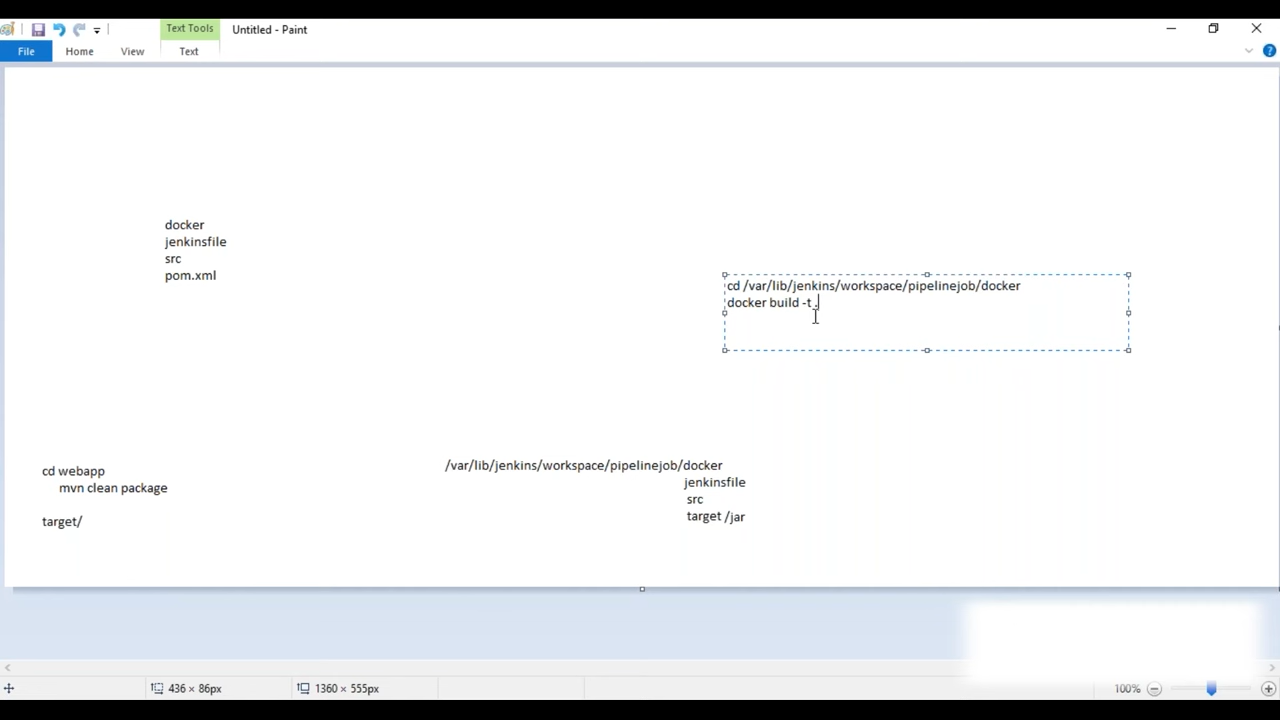 Text Tools
Untitled - Paint
File
Home
View
Text
docker
jenkinsfile
src
pom.xml
cd /var/lib/jenkins/workspace/pipelinejob/docker
docker build -t .
cd webapp
mvn clean package
target/
/var/lib/jenkins/workspace/pipelinejob/docker
jenkinsfile
src
target /jar
436 × 86px
1360 × 555px
100%